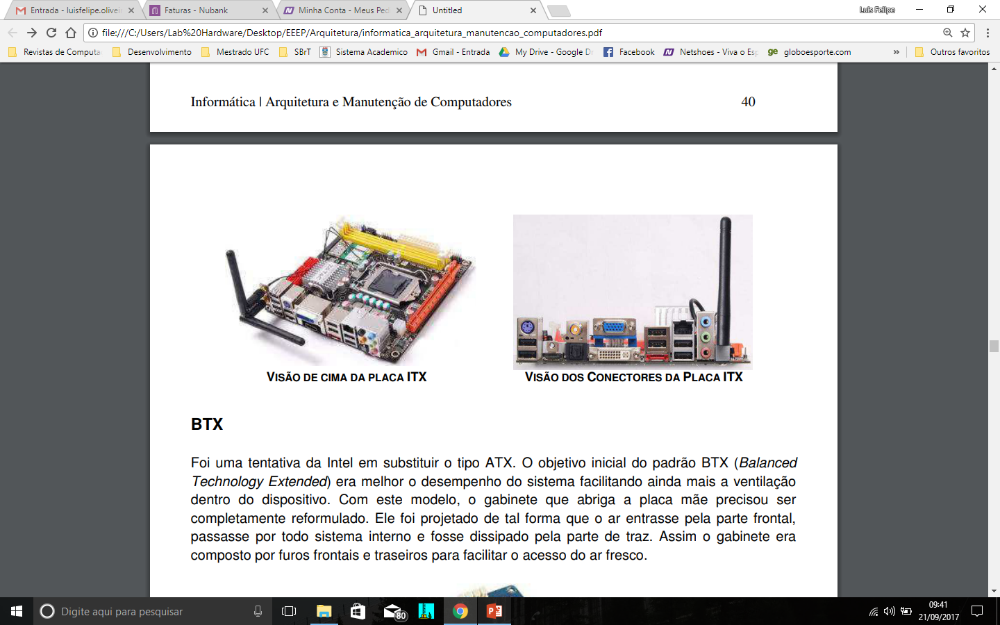 Entrada - luisfelipe.oliveir
Faturas - Nubank
Minha Conta - Meus Ped
Untitled
Luis Felipe
file:///C:/Users/Lab%20Hardware/Desktop/EEEP/Arquitetura/informatica_arquitetura_manutencao_computadores.pdf
Revistas de Computa
Desenvolvimento
Mestrado UFC
SBrT
Sistema Academico
Gmail - Entrada
My Drive - Google Dr
Facebook
Netshoes - Viva o Esp
ge globoesporte.com
»
Outros favoritos
Informática | Arquitetura e Manutenção de Computadores 40
VISÃO DE CIMA DA PLACA ITX
VISÃO DOS CONECTORES DA PLACA ITX
BTX
Foi uma tentativa da Intel em substituir o tipo ATX. O objetivo inicial do padrão BTX (Balanced
Technology Extended) era melhor o desempenho do sistema facilitando ainda mais a ventilação
dentro do dispositivo. Com este modelo, o gabinete que abriga a placa mãe precisou ser
completamente reformulado. Ele foi projetado de tal forma que o ar entrasse pela parte frontal,
passasse por todo sistema interno e fosse dissipado pela parte de traz. Assim o gabinete era
composto por furos frontais e traseiros para facilitar o acesso do ar fresco.
Digite aqui para pesquisar
80
09:41
21/09/2017